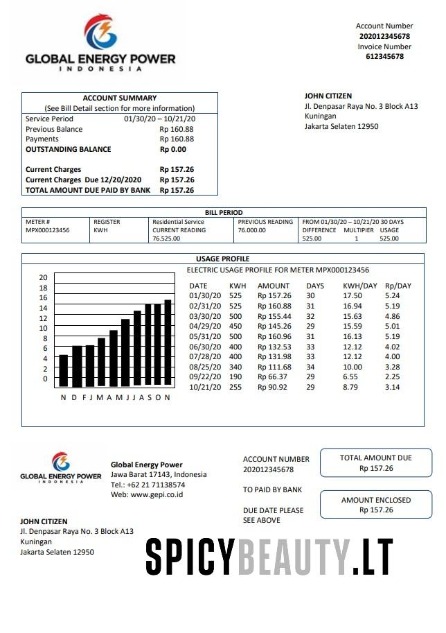 GLOBAL ENERGY POWER
INDONESIA
Account Number
202012345678
Invoice Number
612345678
ACCOUNT SUMMARY
(See Bill Detail section for more information)
Service Period 01/30/20 – 10/21/20
Previous Balance Rp 160.88
Payments Rp 160.88
OUTSTANDING BALANCE Rp 0.00
Current Charges Rp 157.26
Current Charges Due 12/20/2020 Rp 157.26
TOTAL AMOUNT DUE PAID BY BANK Rp 157.26
JOHN CITIZEN
Jl. Denpasar Raya No. 3 Block A13
Kuningan
Jakarta Selaten 12950
BILL PERIOD
METER # REGISTER Residential Service PREVIOUS READING FROM 01/30/20 – 10/21/20 30 DAYS
MPX000123456 KWH CURRENT READING 76.000.00 DIFFERENCE MULTIPIER USAGE
76.525.00 525.00 1 525.00
USAGE PROFILE
ELECTRIC USAGE PROFILE FOR METER MPX000123456
20
18
16
14
12
10
8
6
4
2
0
N D F J M A M J A S O N
DATE KWH AMOUNT DAYS KWH/DAY Rp/DAY
01/30/20 525 Rp 157.26 30 17.50 5.24
02/31/20 525 Rp 160.88 31 16.94 5.19
03/30/20 500 Rp 155.44 32 15.63 4.86
04/29/20 450 Rp 145.26 29 15.59 5.01
05/31/20 500 Rp 160.96 31 16.13 5.19
06/30/20 400 Rp 132.53 33 12.12 4.02
07/28/20 400 Rp 131.98 33 12.12 4.00
08/25/20 340 Rp 111.68 34 10.00 3.28
09/22/20 190 Rp 66.37 29 6.55 2.25
10/21/20 255 Rp 90.92 29 8.79 3.14
GLOBAL ENERGY POWER
INDONESIA
Global Energy Power
Jawa Barat 17143, Indonesia
Tel.: +62 21 71138574
Web: www.gepi.co.id
ACCOUNT NUMBER
202012345678
TO PAID BY BANK
DUE DATE PLEASE
SEE ABOVE
TOTAL AMOUNT DUE
Rp 157.26
AMOUNT ENCLOSED
Rp 157.26
JOHN CITIZEN
Jl. Denpasar Raya No. 3 Block A13
Kuningan
Jakarta Selaten 12950
SPICYBEAUTY.LT